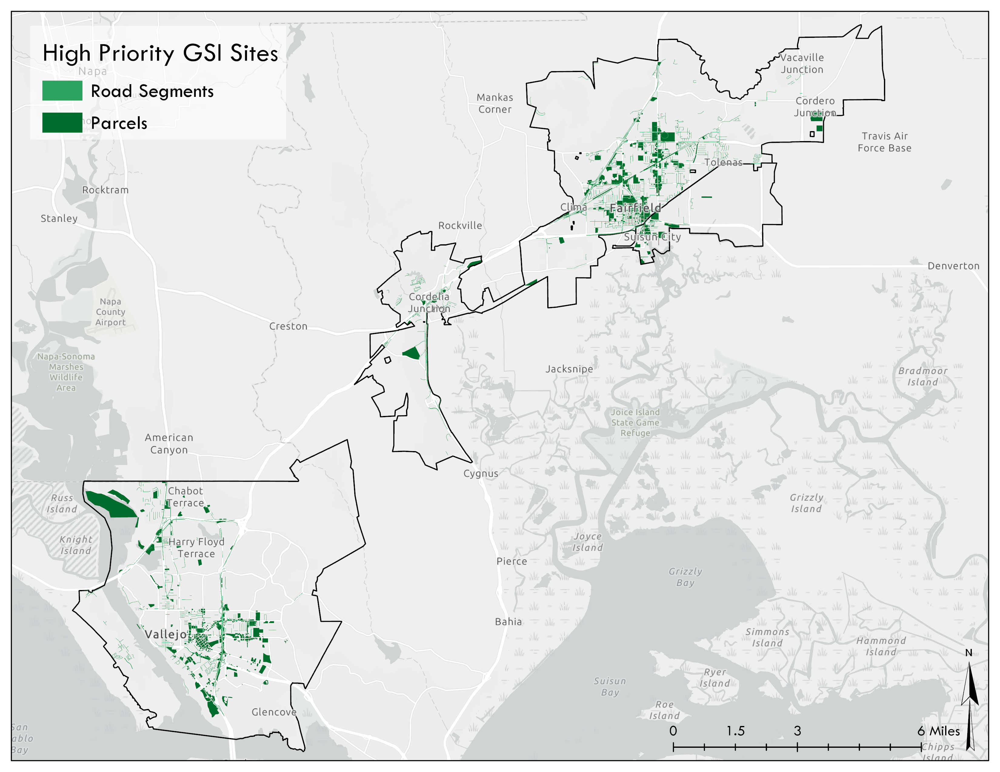 High Priority GSI Sites
Napa
Road Segments
Parcels
Vacaville
Junction
Mankas
Corner
Cordero
Junction
Travis Air
Force Base
Tolenas
Rocktram
Stanley
Clima
Fairfield
Rockville
Suisun City
Denverton
Cordelia
Junction
Napa
County
Airport
Creston
Napa-Sonoma
Marshes
Wildlife
Area
Jacksnipe
Bradmoor
Island
Joice Island
State Game
Refuge
American
Canyon
Cygnus
Chabot
Terrace
Russ
Island
Grizzly
Island
Knight
Island
Harry Floyd
Terrace
Joyce
Island
Pierce
Grizzly
Bay
Bahia
Vallejo
Simmons
Island
Hammond
Island
N
Ryer
Island
Suisun
Bay
Roe
Island
Glencove
San
ablo
Bay
0 1.5 3 6 Miles
Chipps
Island